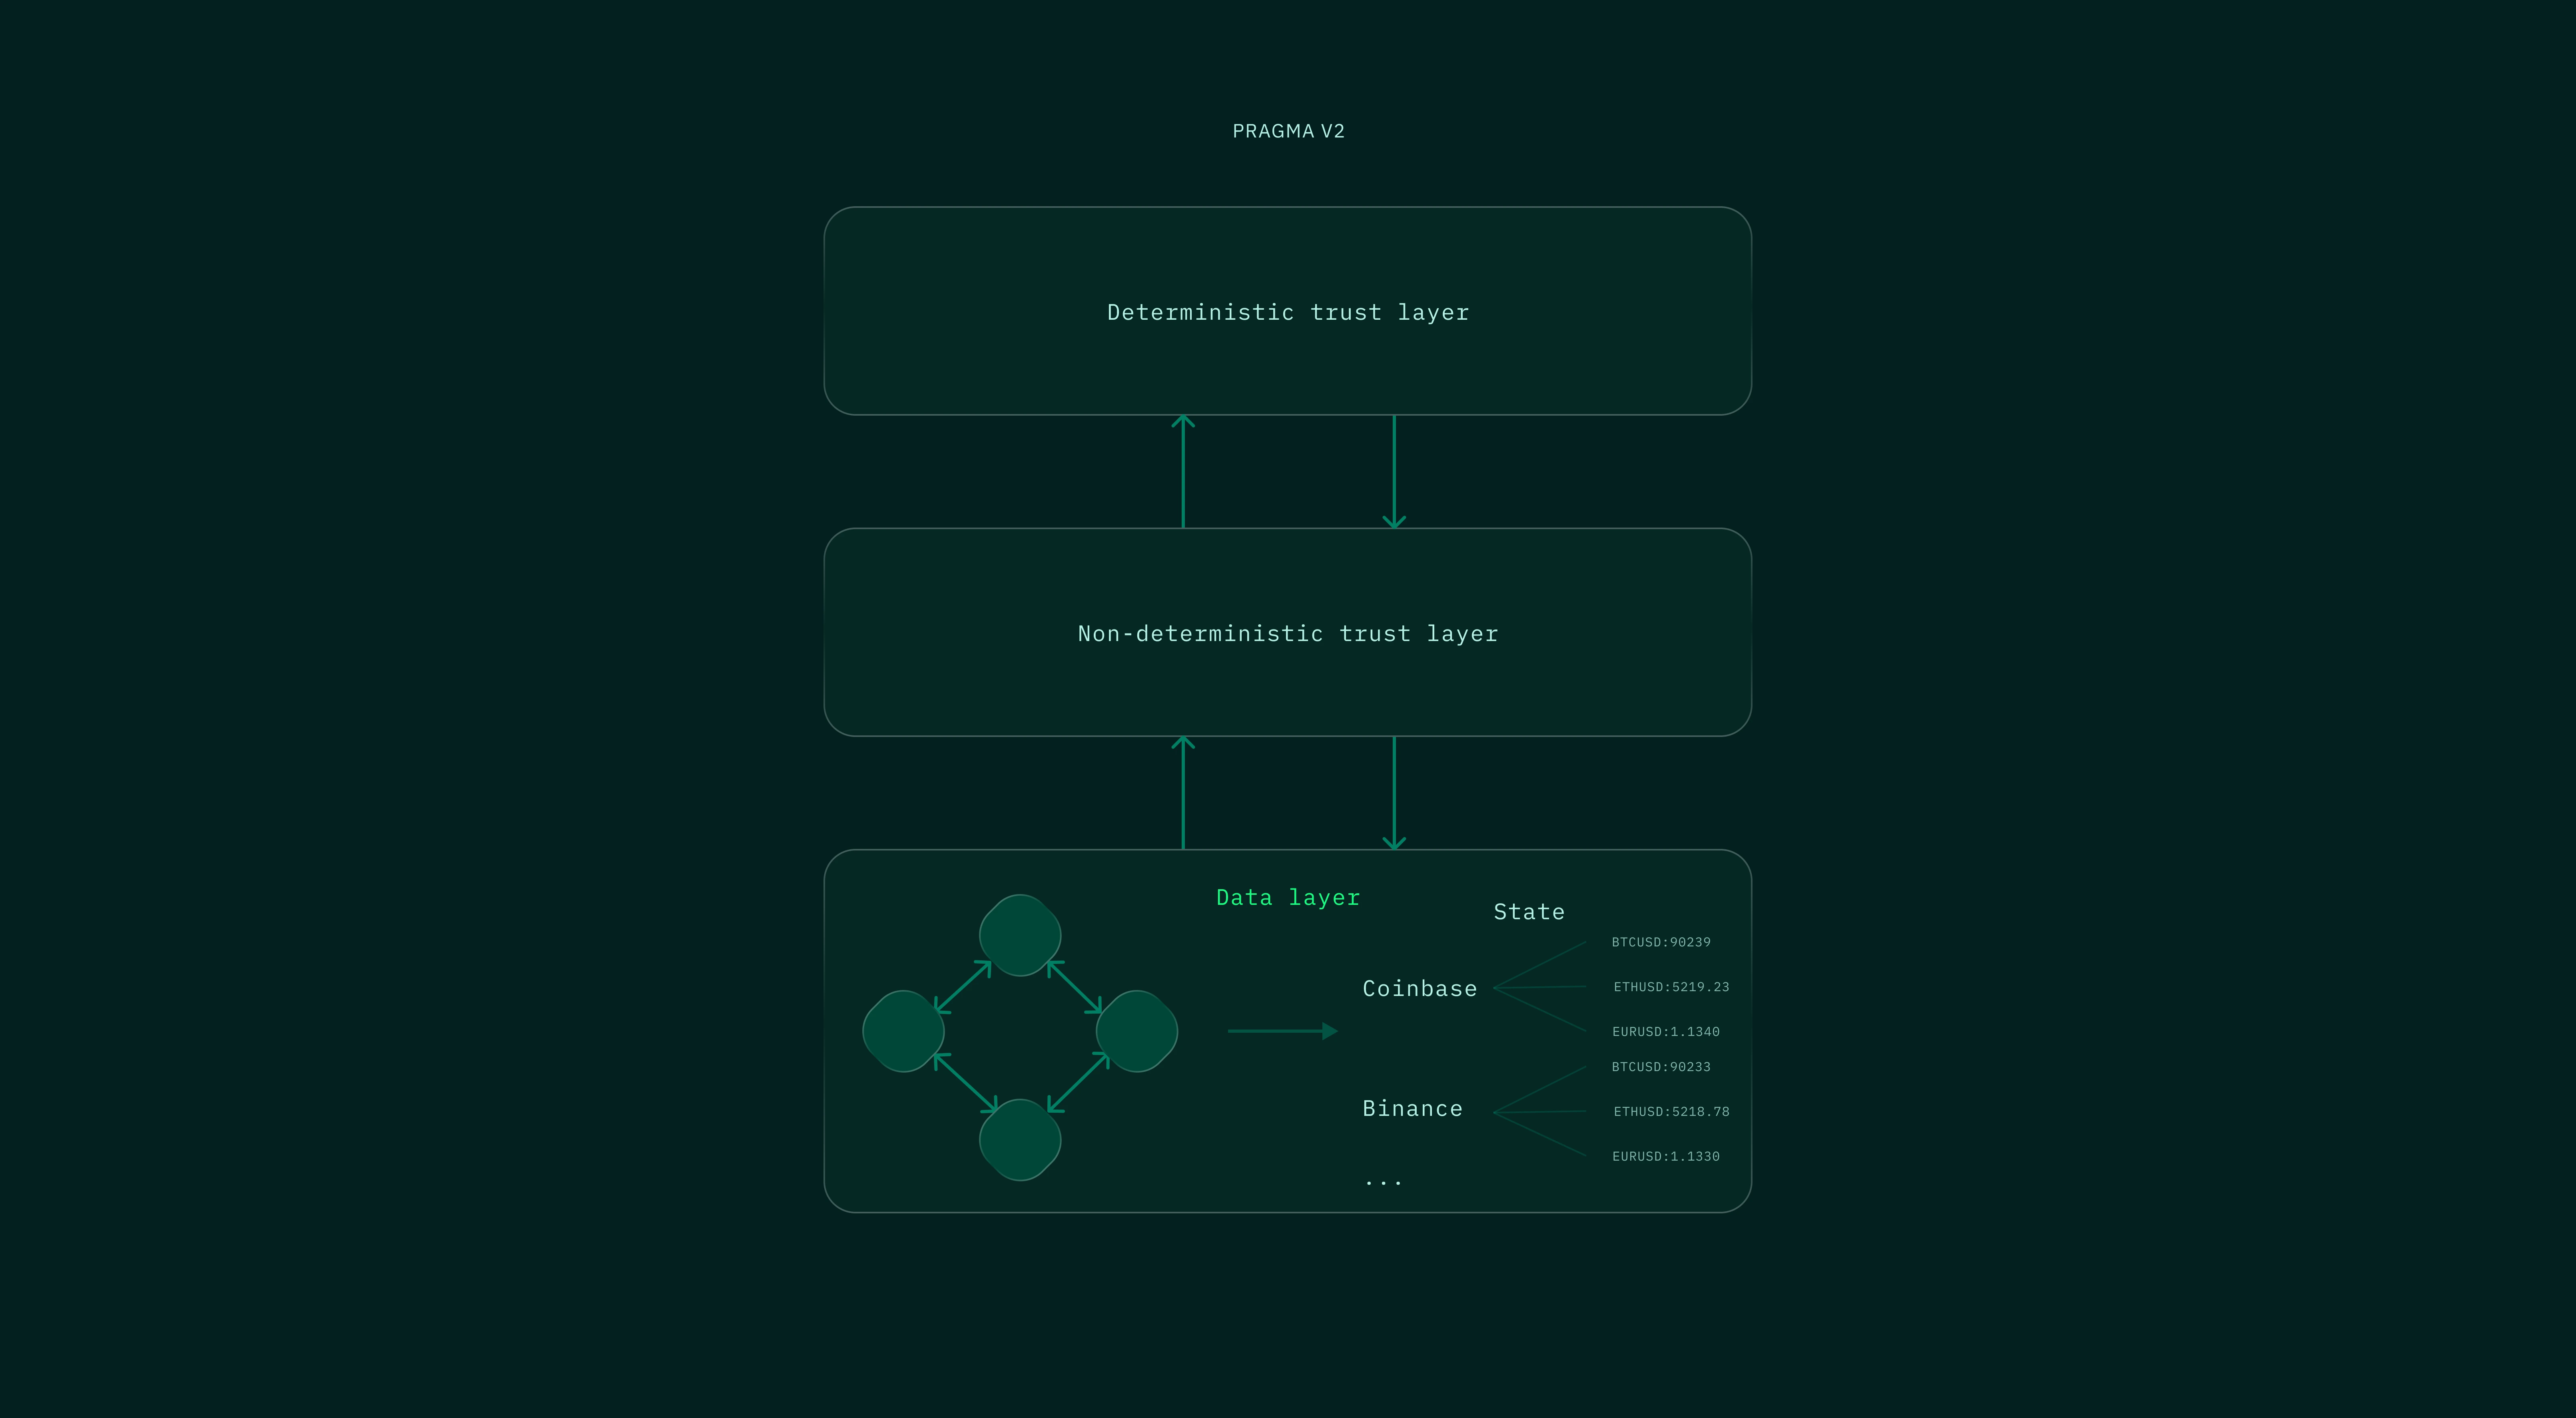 PRAGMA V2
Deterministic trust layer
Non-deterministic trust layer
Data layer
State
Coinbase
BTCUSD:90239
ETHUSD:5219.23
EURUSD:1.1340
Binance
BTCUSD:90233
ETHUSD:5218.78
EURUSD:1.1330
...